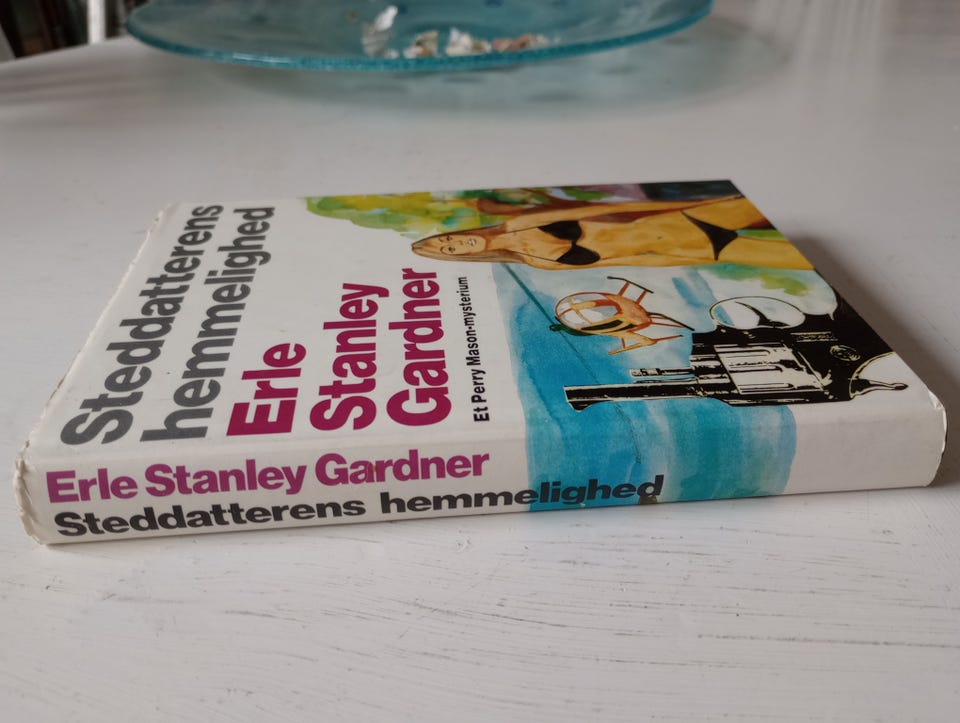 Steddatterens
hemmelighed
Erle
Stanley
Gardner
Et Perry Mason-mysterium
Erle Stanley Gardner
Steddatterens hemmelighed